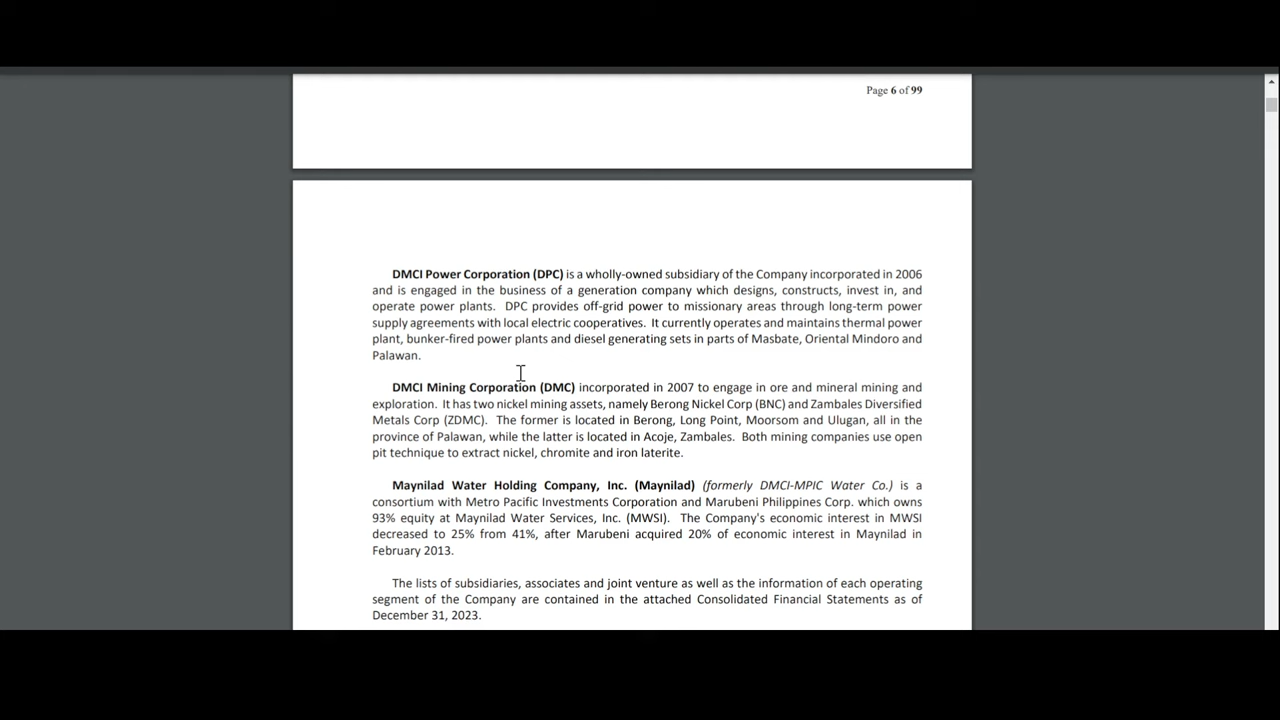 Page 6 of 99
DMCI Power Corporation (DPC) is a wholly-owned subsidiary of the Company incorporated in 2006
and is engaged in the business of a generation company which designs, constructs, invest in, and
operate power plants. DPC provides off-grid power to missionary areas through long-term power
supply agreements with local electric cooperatives. It currently operates and maintains thermal power
plant, bunker-fired power plants and diesel generating sets in parts of Masbate, Oriental Mindoro and
Palawan.
DMCI Mining Corporation (DMC) incorporated in 2007 to engage in ore and mineral mining and
exploration. It has two nickel mining assets, namely Berong Nickel Corp (BNC) and Zambales Diversified
Metals Corp (ZDMC). The former is located in Berong, Long Point, Moorsom and Ulugan, all in the
province of Palawan, while the latter is located in Acoje, Zambales. Both mining companies use open
pit technique to extract nickel, chromite and iron laterite.
Maynilad Water Holding Company, Inc. (Maynilad) (formerly DMCI-MPIC Water Co.) is a
consortium with Metro Pacific Investments Corporation and Marubeni Philippines Corp. which owns
93% equity at Maynilad Water Services, Inc. (MWSI). The Company's economic interest in MWSI
decreased to 25% from 41%, after Marubeni acquired 20% of economic interest in Maynilad in
February 2013.
The lists of subsidiaries, associates and joint venture as well as the information of each operating
segment of the Company are contained in the attached Consolidated Financial Statements as of
December 31, 2023.